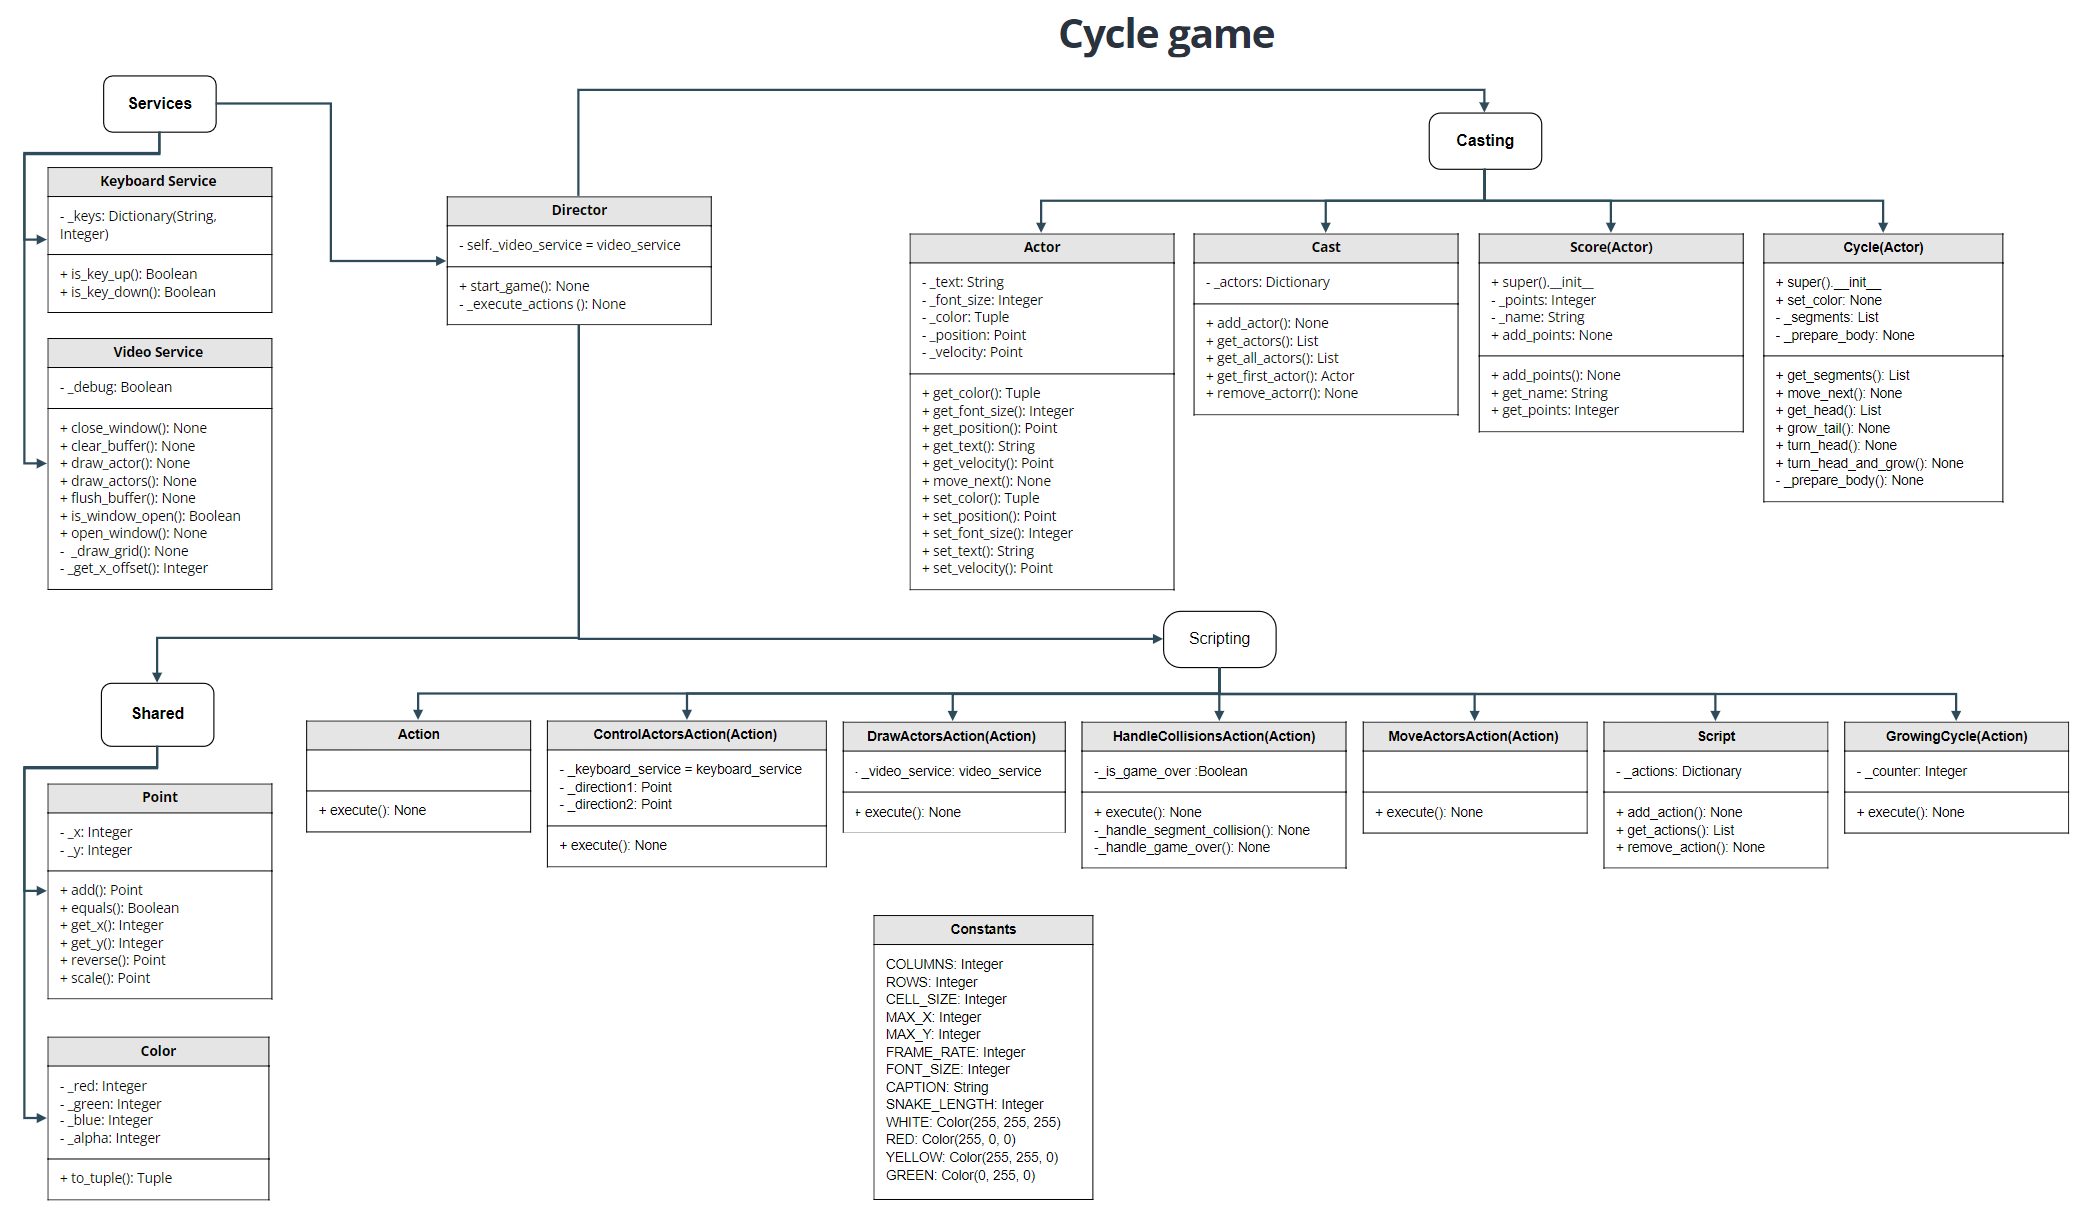 Cycle game
Services
Keyboard Service
- _keys: Dictionary(String,
Integer)
+ is_key_up(): Boolean
+ is_key_down(): Boolean
Video Service
- _debug: Boolean
+ close_window(): None
+ clear_buffer(): None
+ draw_actor(): None
+ draw_actors(): None
+ flush_buffer(): None
+ is_window_open(): Boolean
+ open_window(): None
- _draw_grid(): None
- _get_x_offset(): Integer
Director
- self._video_service = video_service
+ start_game(): None
- _execute_actions (): None
Casting
Actor
- _text: String
- _font_size: Integer
- _color: Tuple
- _position: Point
- _velocity: Point
+ get_color(): Tuple
+ get_font_size(): Integer
+ get_position(): Point
+ get_text(): String
+ get_velocity(): Point
+ move_next(): None
+ set_color(): Tuple
+ set_position(): Point
+ set_font_size(): Integer
+ set_text(): String
+ set_velocity(): Point
Cast
- _actors: Dictionary
+ add_actor(): None
+ get_actors(): List
+ get_all_actors(): List
+ get_first_actor(): Actor
+ remove_actorr(): None
Score(Actor)
+ super().__init__
- _points: Integer
- _name: String
+ add_points: None
+ add_points(): None
+ get_name: String
+ get_points: Integer
Cycle(Actor)
+ super().__init__
+ set_color: None
- _segments: List
- _prepare_body: None
+ get_segments(): List
+ move_next(): None
+ get_head(): List
+ grow_tail(): None
+ turn_head(): None
+ turn_head_and_grow(): None
- _prepare_body(): None
Scripting
Shared
Point
- _x: Integer
- _y: Integer
+ add(): Point
+ equals(): Boolean
+ get_x(): Integer
+ get_y(): Integer
+ reverse(): Point
+ scale(): Point
Color
- _red: Integer
- _green: Integer
- _blue: Integer
- _alpha: Integer
+ to_tuple(): Tuple
Action
+ execute(): None
ControlActorsAction(Action)
- _keyboard_service = keyboard_service
- _direction1: Point
- _direction2: Point
+ execute(): None
DrawActorsAction(Action)
- _video_service: video_service
+ execute(): None
HandleCollisionsAction(Action)
-_is_game_over :Boolean
+ execute(): None
-_handle_segment_collision(): None
-_handle_game_over(): None
MoveActorsAction(Action)
+ execute(): None
Script
- _actions: Dictionary
+ add_action(): None
+ get_actions(): List
+ remove_action(): None
GrowingCycle(Action)
- _counter: Integer
+ execute(): None
Constants
COLUMNS: Integer
ROWS: Integer
CELL_SIZE: Integer
MAX_X: Integer
MAX_Y: Integer
FRAME_RATE: Integer
FONT_SIZE: Integer
CAPTION: String
SNAKE_LENGTH: Integer
WHITE: Color(255, 255, 255)
RED: Color(255, 0, 0)
YELLOW: Color(255, 255, 0)
GREEN: Color(0, 255, 0)